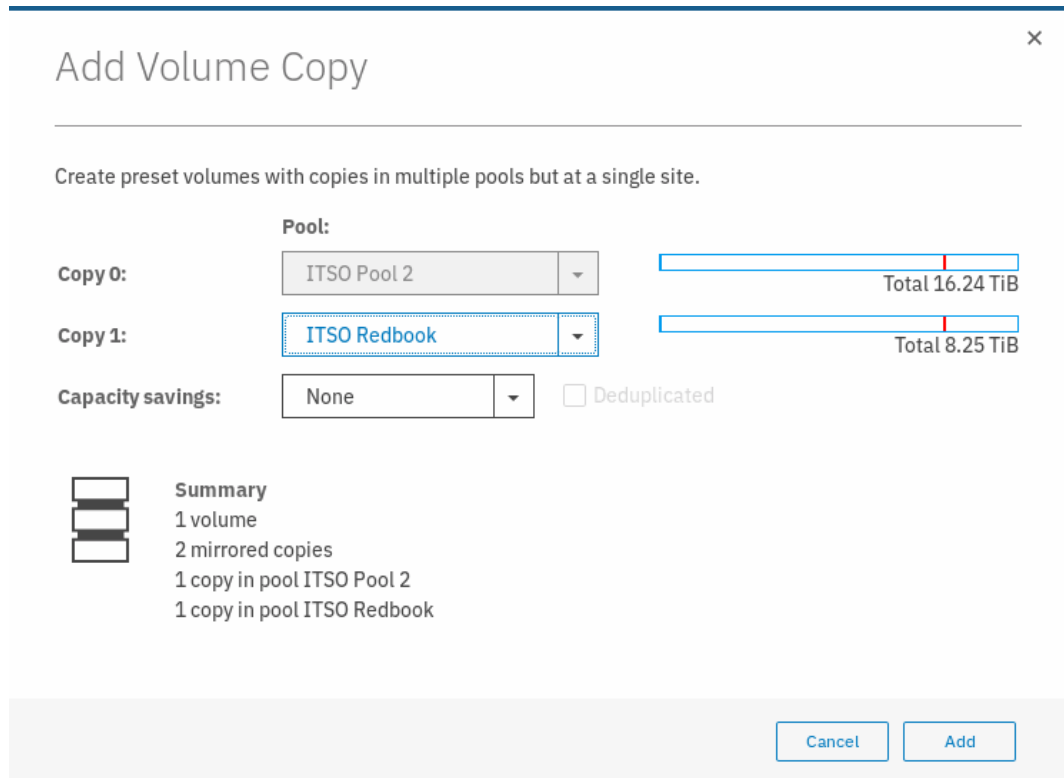 Add Volume Copy
Create preset volumes with copies in multiple pools but at a single site.
Pool:
Copy 0: ITSO Pool 2
Total 16.24 TiB
Copy 1: ITSO Redbook
Total 8.25 TiB
Capacity savings: None Deduplicated
Summary
1 volume
2 mirrored copies
1 copy in pool ITSO Pool 2
1 copy in pool ITSO Redbook
Cancel Add